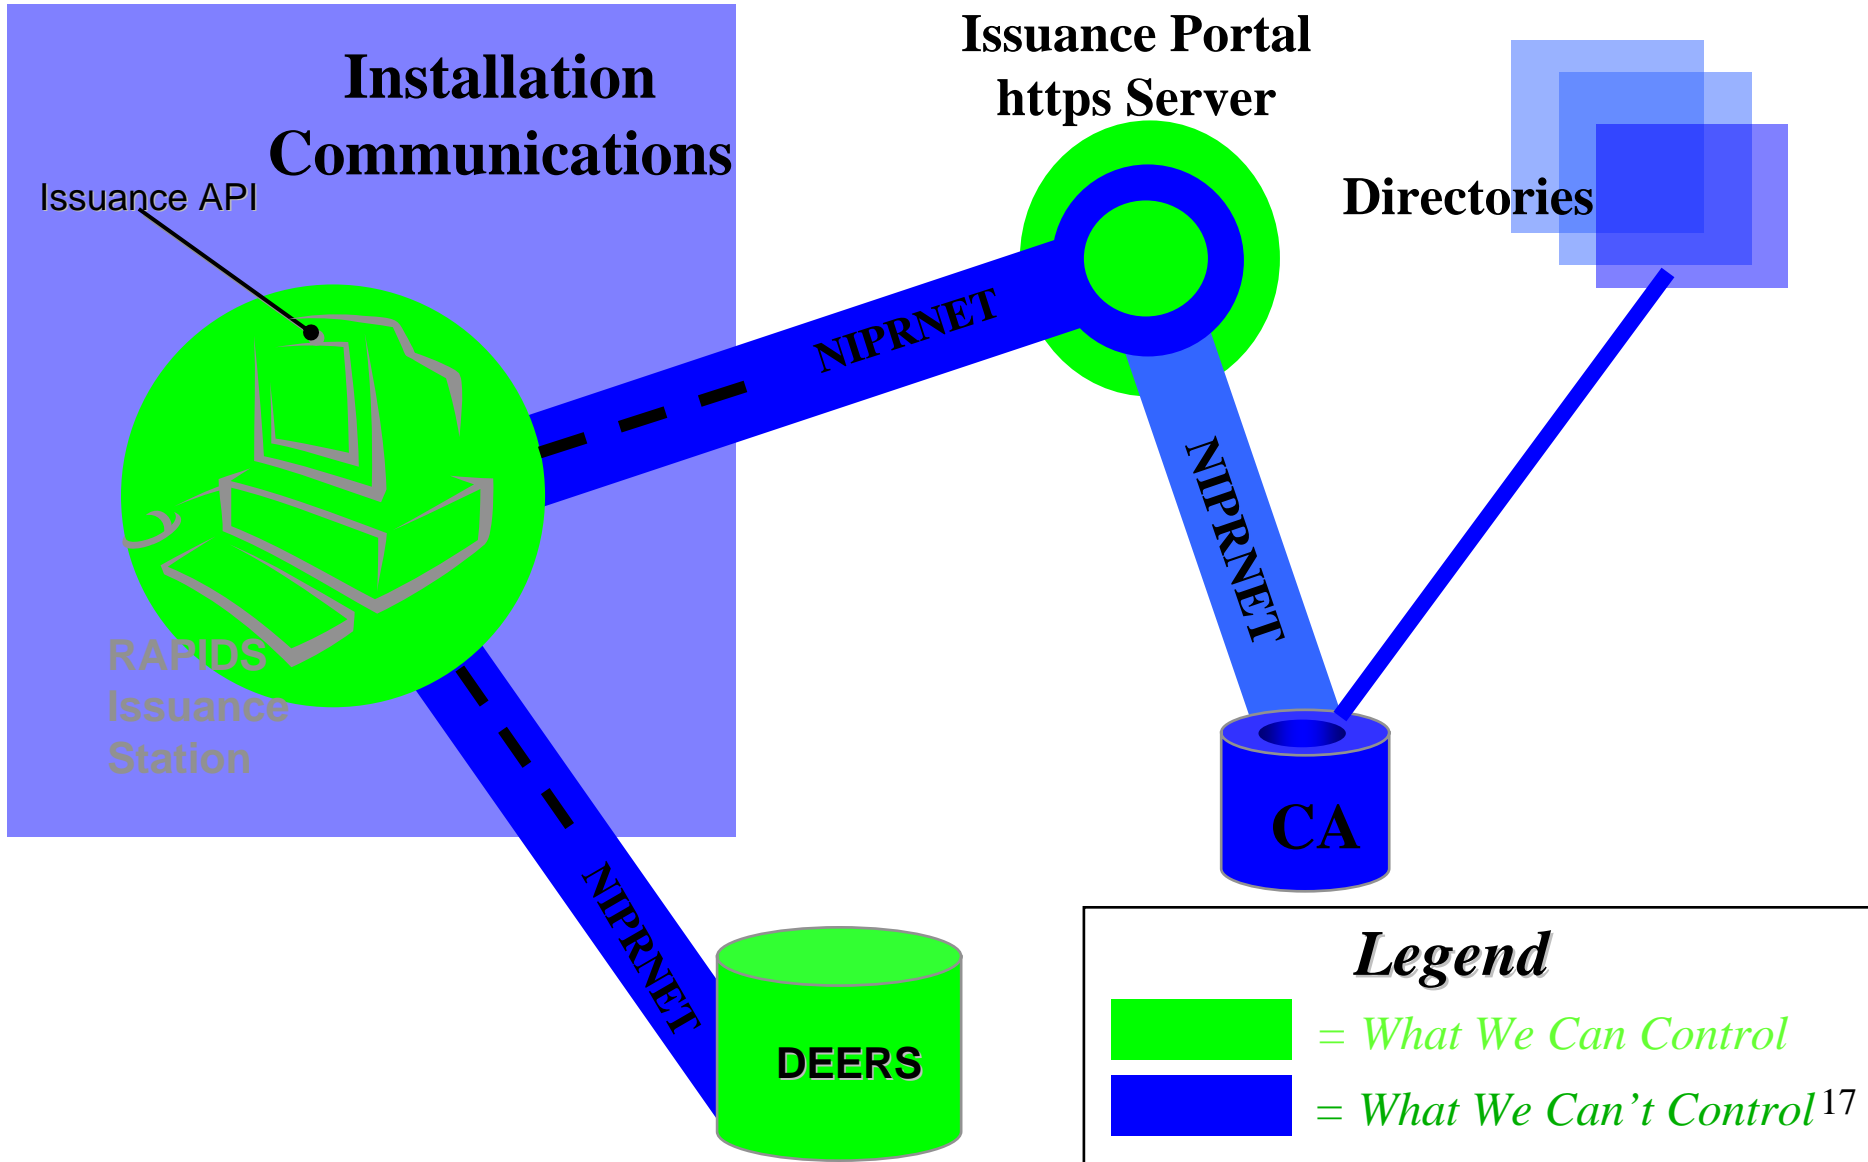 Installation
Communications
Issuance API
RAPIDS
Issuance
Station
Issuance Portal
https Server
Directories
NIPRNET
NIPRNET
NIPRNET
CA
DEERS
Legend
= What We Can Control
= What We Can't Control
17